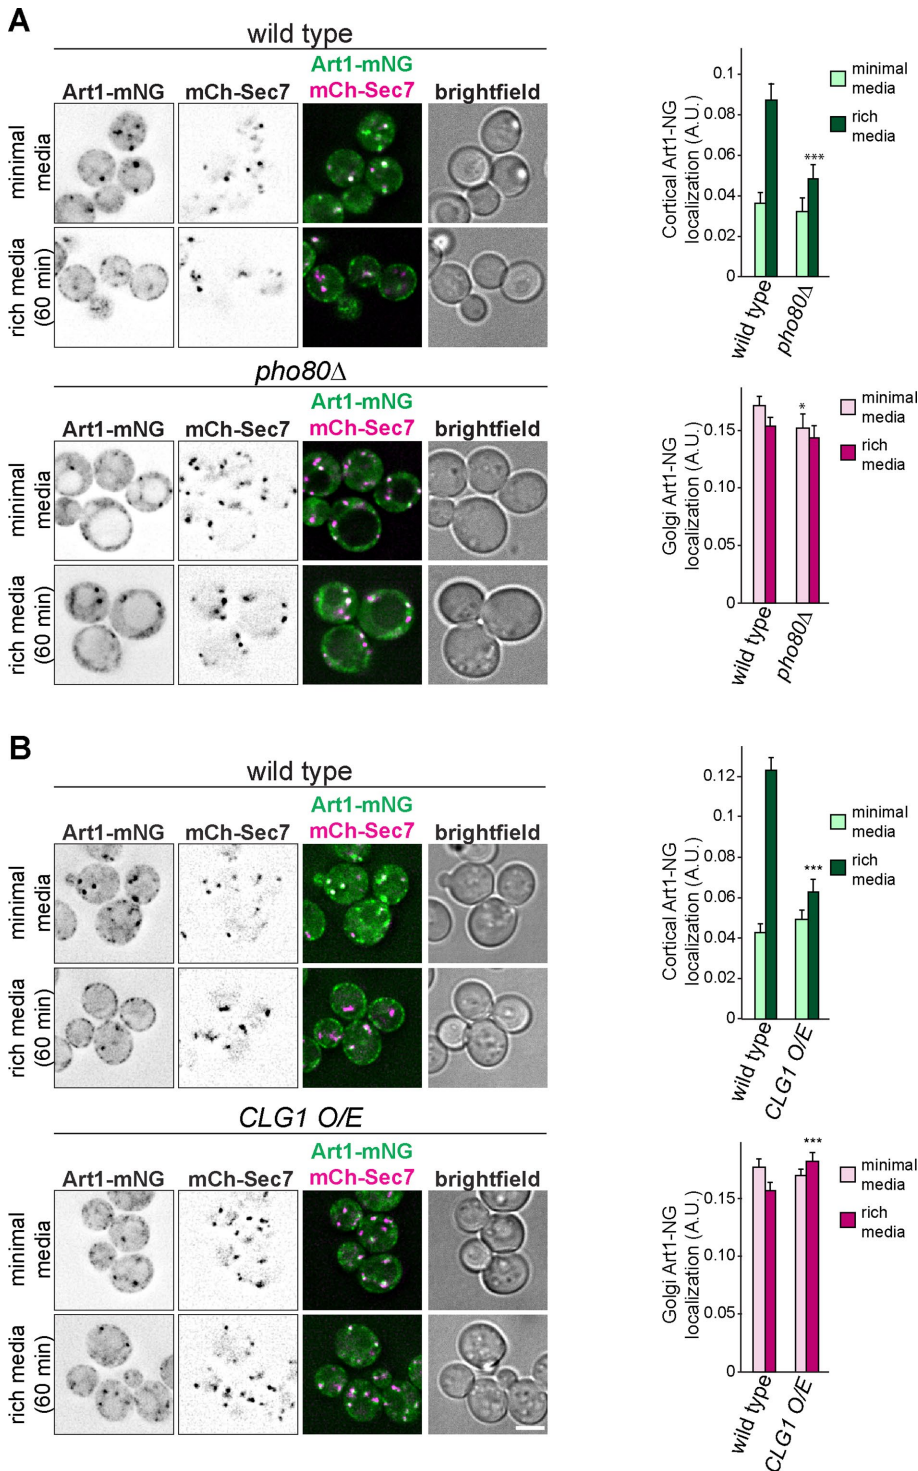 A
wild type
Art1-mNG
Art1-mNG mCh-Sec7 mCh-Sec7 brightfield
minimal
media
rich media
(60 min)
pho80Δ
Art1-mNG
Art1-mNG mCh-Sec7 mCh-Sec7 brightfield
minimal
media
rich media
(60 min)
Cortical Art1-NG
localization (A.U.)
0.1
0.08
0.06
0.04
0.02
0
***
minimal
media
rich
media
wild type
pho80Δ
Golgi Art1-NG
localization (A.U.)
0.15
0.100
0.05
0
*
minimal
media
rich
media
wild type
pho80Δ
B
wild type
Art1-mNG
Art1-mNG mCh-Sec7 mCh-Sec7 brightfield
minimal
media
rich media
(60 min)
CLG1 O/E
Art1-mNG
Art1-mNG mCh-Sec7 mCh-Sec7 brightfield
minimal
media
rich media
(60 min)
Cortical Art1-NG
localization (A.U.)
0.12
0.100
0.08
0.06
0.04
0.02
0
***
minimal
media
rich
media
wild type
CLG1 O/E
Golgi Art1-NG
localization (A.U.)
0.15
0.100
0.05
0
***
minimal
media
rich
media
wild type
CLG1 O/E